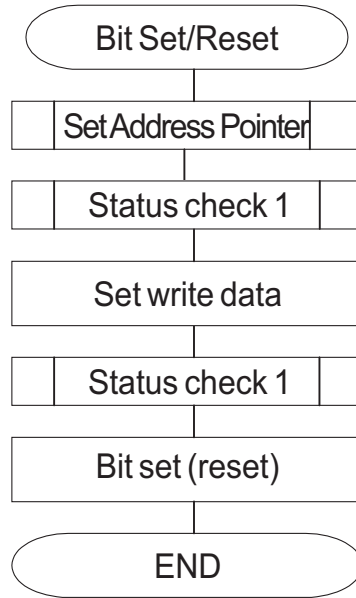 Bit Set/Reset
Set Address Pointer
Status check 1
Set write data
Status check 1
Bit set (reset)
END